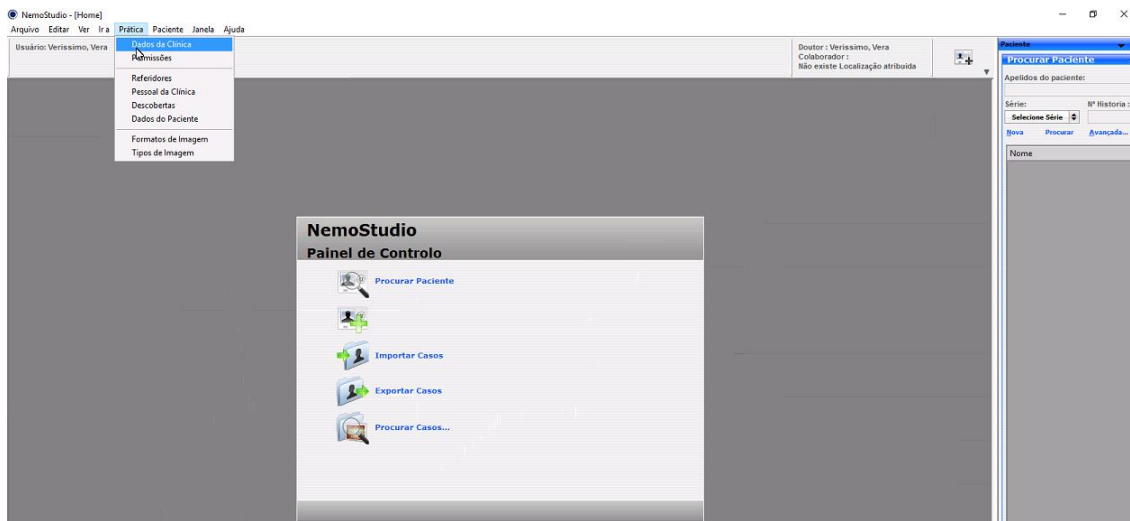 NemoStudio - [Home]
Arquivo Editar Ver Ir a Prática Paciente Janela Ajuda
Usuário: Verissimo, Vera
Dados da Clínica
Permissões
Referidores
Pessoal da Clínica
Descobertas
Dados do Paciente
Formatos de Imagem
Tipos de Imagem
Doutor : Verissimo, Vera
Colaborador :
Não existe Localização atribuida
Paciente
Procurar Paciente
Apelidos do paciente:
Série: Nº Historia :
Selecione Série
Nova Procurar Avançada...
Nome
NemoStudio
Painel de Controlo
Procurar Paciente
Importar Casos
Exportar Casos
Procurar Casos...